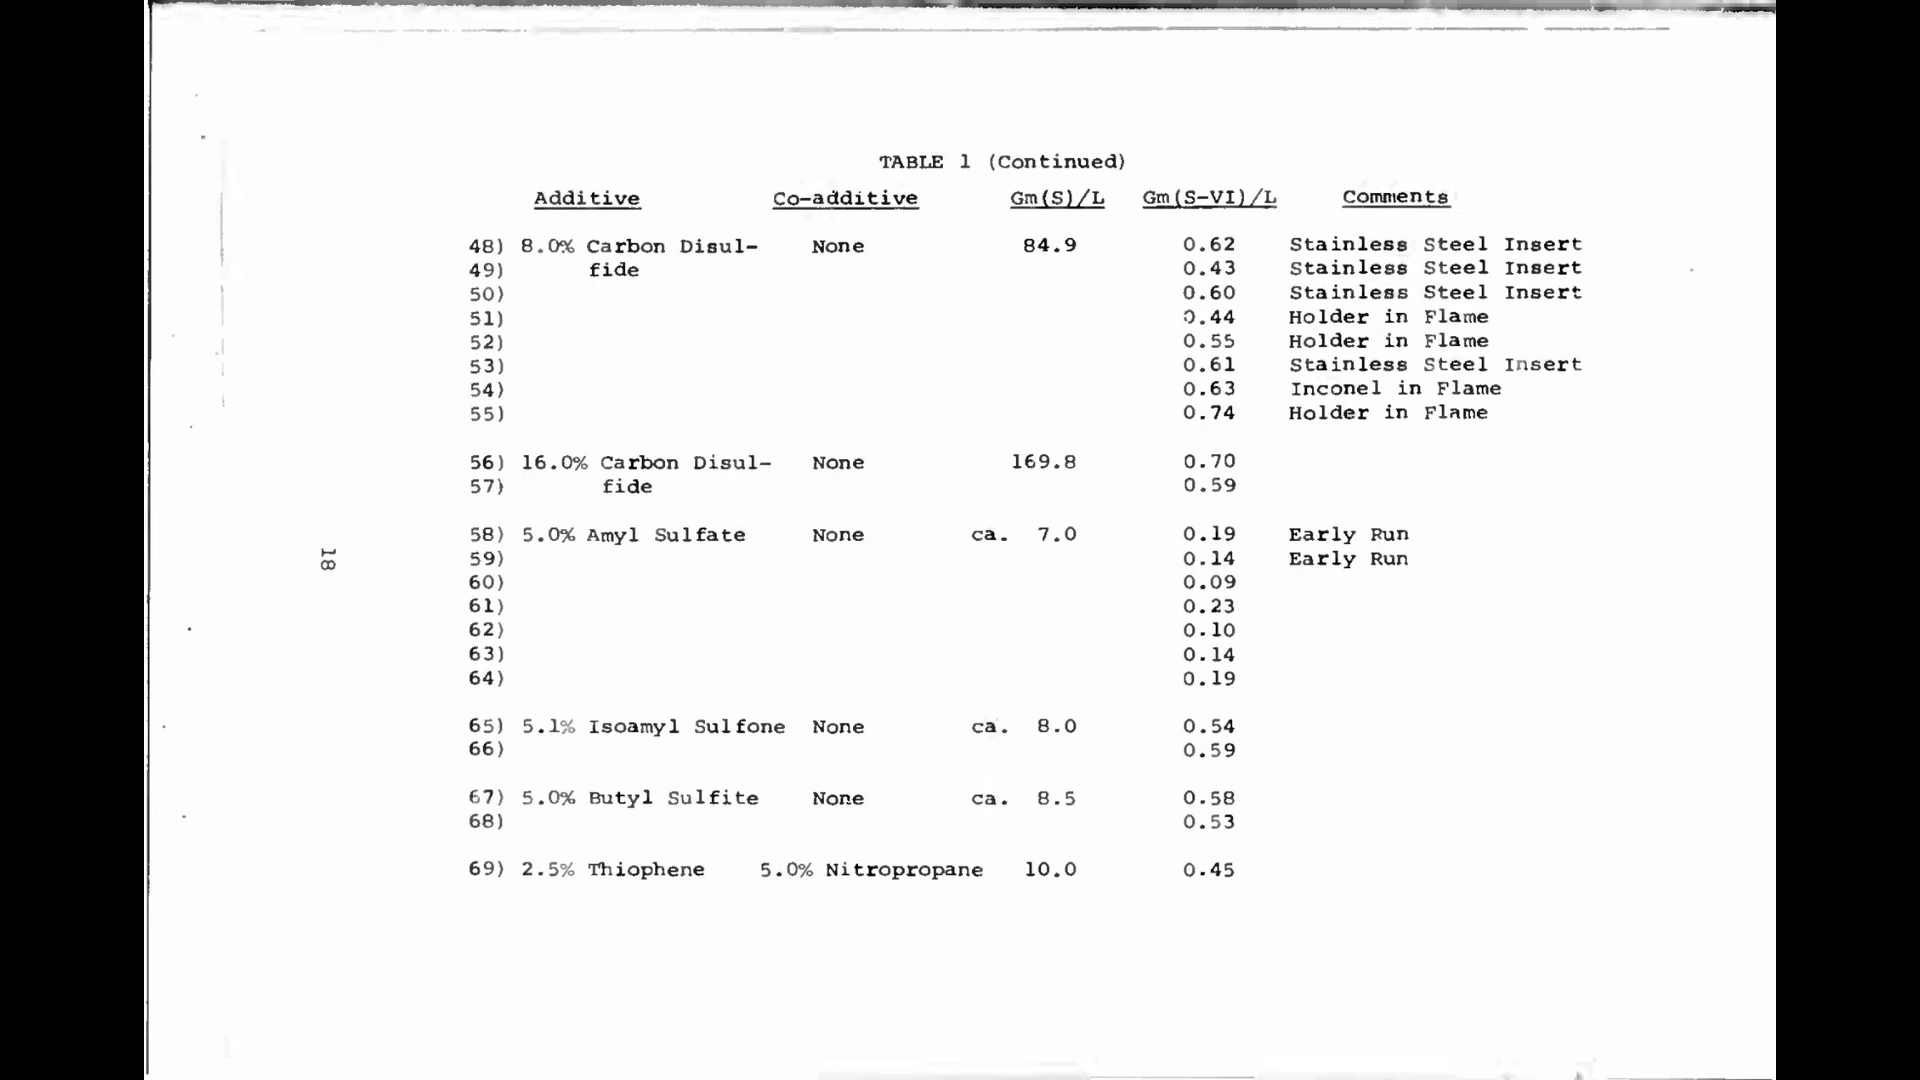 TABLE 1 (Continued)
Additive Co-additive Gm(S)/L Gm(S-VI)/L Comments
48) 8.0% Carbon Disul- None 84.9 0.62 Stainless Steel Insert
49) fide 0.43 Stainless Steel Insert
50) 0.60 Stainless Steel Insert
51) 0.44 Holder in Flame
52) 0.55 Holder in Flame
53) 0.61 Stainless Steel Insert
54) 0.63 Inconel in Flame
55) 0.74 Holder in Flame
56) 16.0% Carbon Disul- None 169.8 0.70
57) fide 0.59
58) 5.0% Amyl Sulfate None ca. 7.0 0.19 Early Run
59) 0.14 Early Run
60) 0.09
61) 0.23
62) 0.10
63) 0.14
64) 0.19
65) 5.1% Isoamyl Sulfone None ca. 8.0 0.54
66) 0.59
67) 5.0% Butyl Sulfite None ca. 8.5 0.58
68) 0.53
69) 2.5% Thiophene 5.0% Nitropropane 10.0 0.45
18